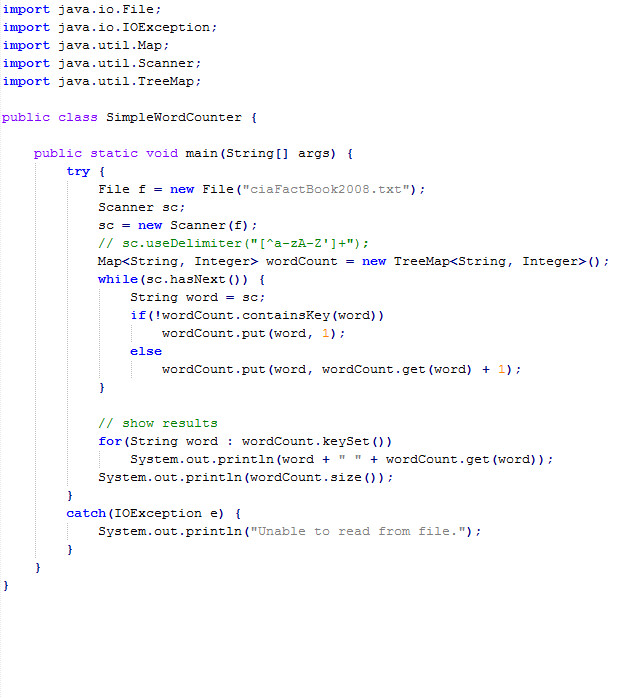 import java.io.File;
import java.io.IOException;
import java.util.Map;
import java.util.Scanner;
import java.util.TreeMap;

public class SimpleWordCounter {

    public static void main(String[] args) {
        try {
            File f = new File("ciaFactBook2008.txt");
            Scanner sc;
            sc = new Scanner(f);
            // sc.useDelimiter("[^a-zA-Z']+");
            Map<String, Integer> wordCount = new TreeMap<String, Integer>();
            while(sc.hasNext()) {
                String word = sc;
                if(!wordCount.containsKey(word))
                    wordCount.put(word, 1);
                else
                    wordCount.put(word, wordCount.get(word) + 1);
            }

            // show results
            for(String word : wordCount.keySet())
                System.out.println(word + " " + wordCount.get(word));
            System.out.println(wordCount.size());
        }
        catch(IOException e) {
            System.out.println("Unable to read from file.");
        }
    }
}